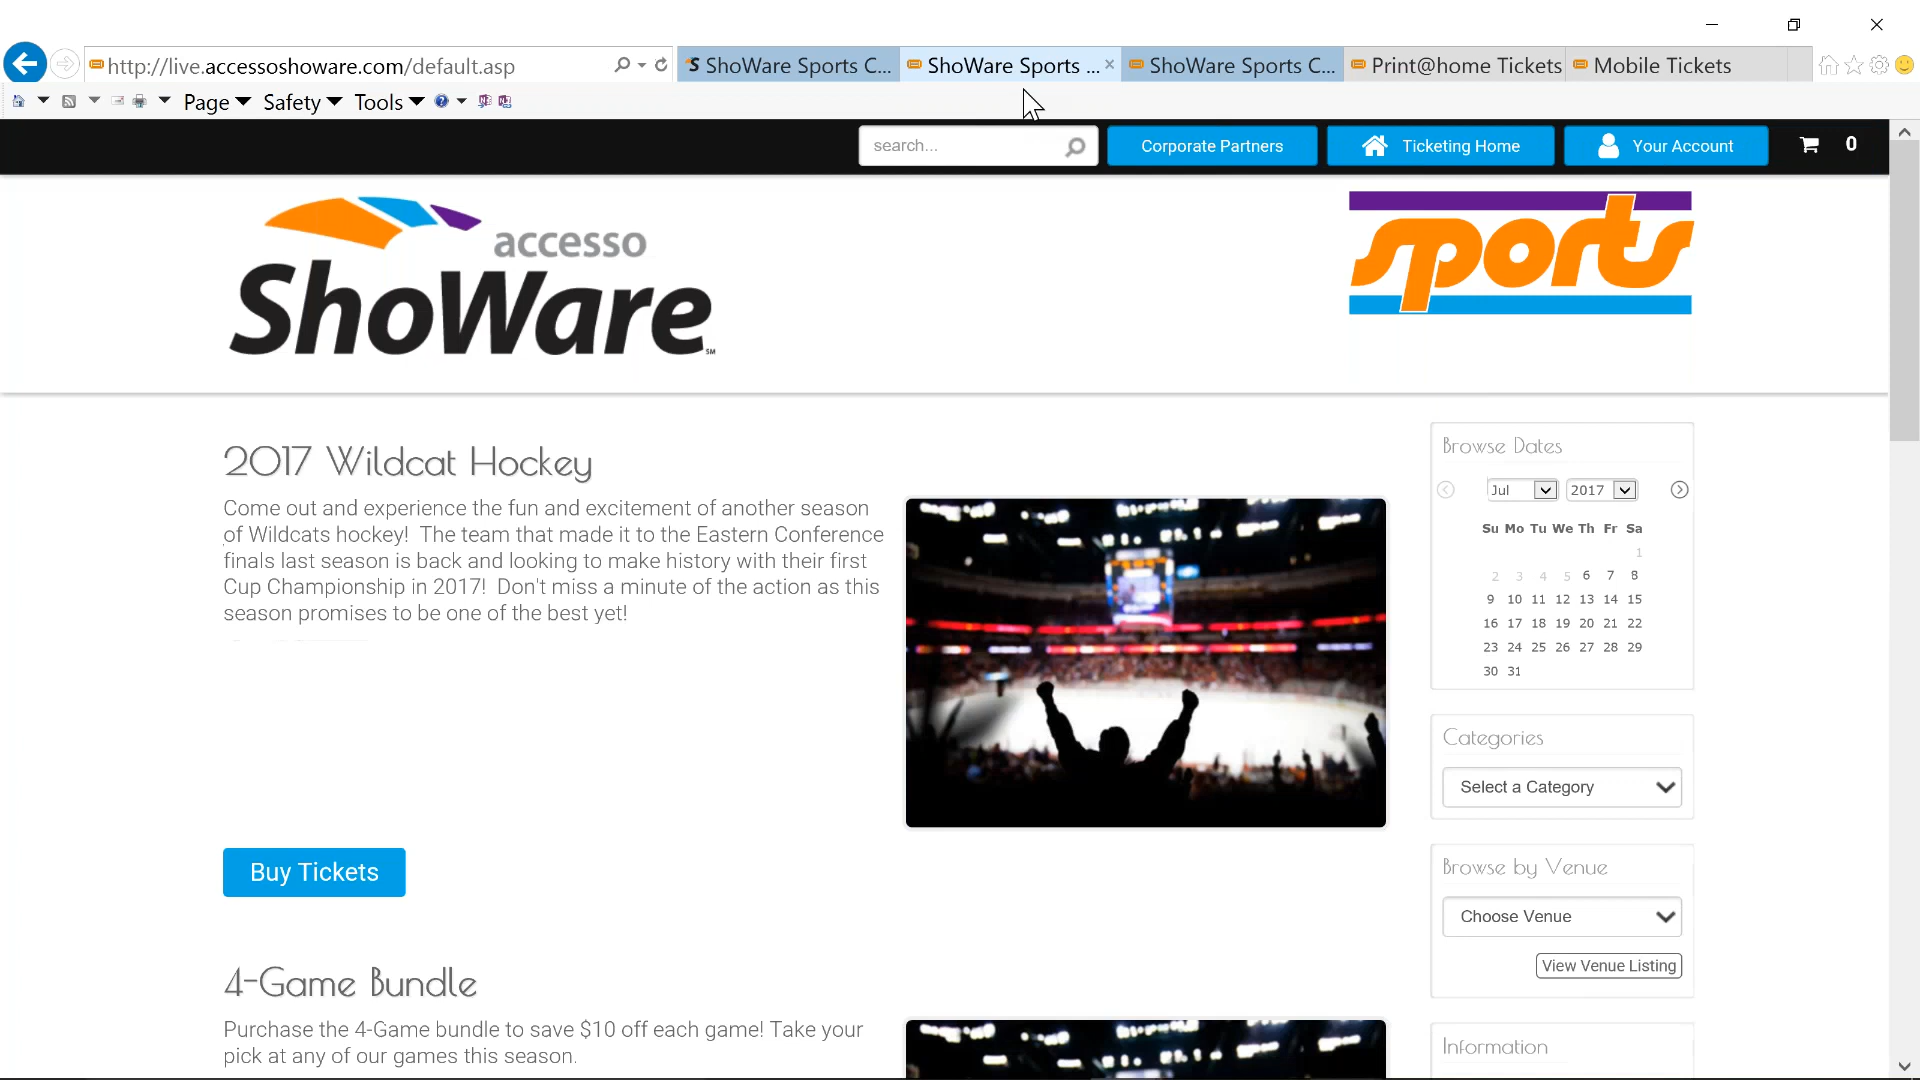 http://live.accessoshoware.com/default.asp
ShoWare Sports C...
ShoWare Sports ...
ShoWare Sports C...
Print@home Tickets
Mobile Tickets
Page
Safety
Tools
search...
Corporate Partners
Ticketing Home
Your Account
0
accesso
ShoWare
SM
sports
2017 Wildcat Hockey
Come out and experience the fun and excitement of another season
of Wildcats hockey! The team that made it to the Eastern Conference
finals last season is back and looking to make history with their first
Cup Championship in 2017! Don't miss a minute of the action as this
season promises to be one of the best yet!
Buy Tickets
4-Game Bundle
Purchase the 4-Game bundle to save $10 off each game! Take your
pick at any of our games this season.
Browse Dates
Jul 2017
Su Mo Tu We Th Fr Sa
1
2 3 4 5 6 7 8
9 10 11 12 13 14 15
16 17 18 19 20 21 22
23 24 25 26 27 28 29
30 31
Categories
Select a Category
Browse by Venue
Choose Venue
View Venue Listing
Information